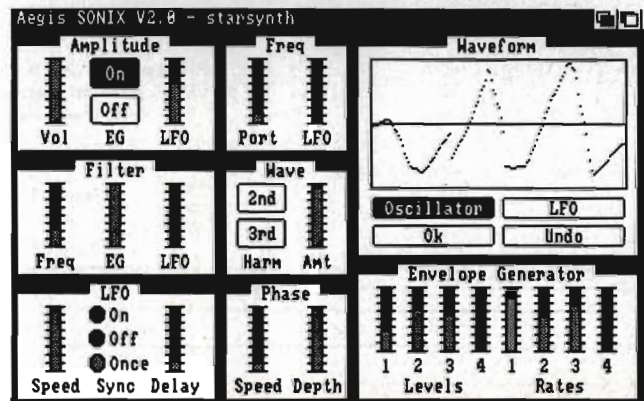 Aegis SONIX V2.0 - starsynth
Amplitude
On
Off
Vol EG LFO
Freq
Port LFO
Waveform
Oscillator LFO
Ok Undo
Filter
Freq EG LFO
Wave
2nd
3rd
Harm Amt
LFO
On
Off
Once
Speed Sync Delay
Phase
Speed Depth
Envelope Generator
1 2 3 4 1 2 3 4
Levels Rates